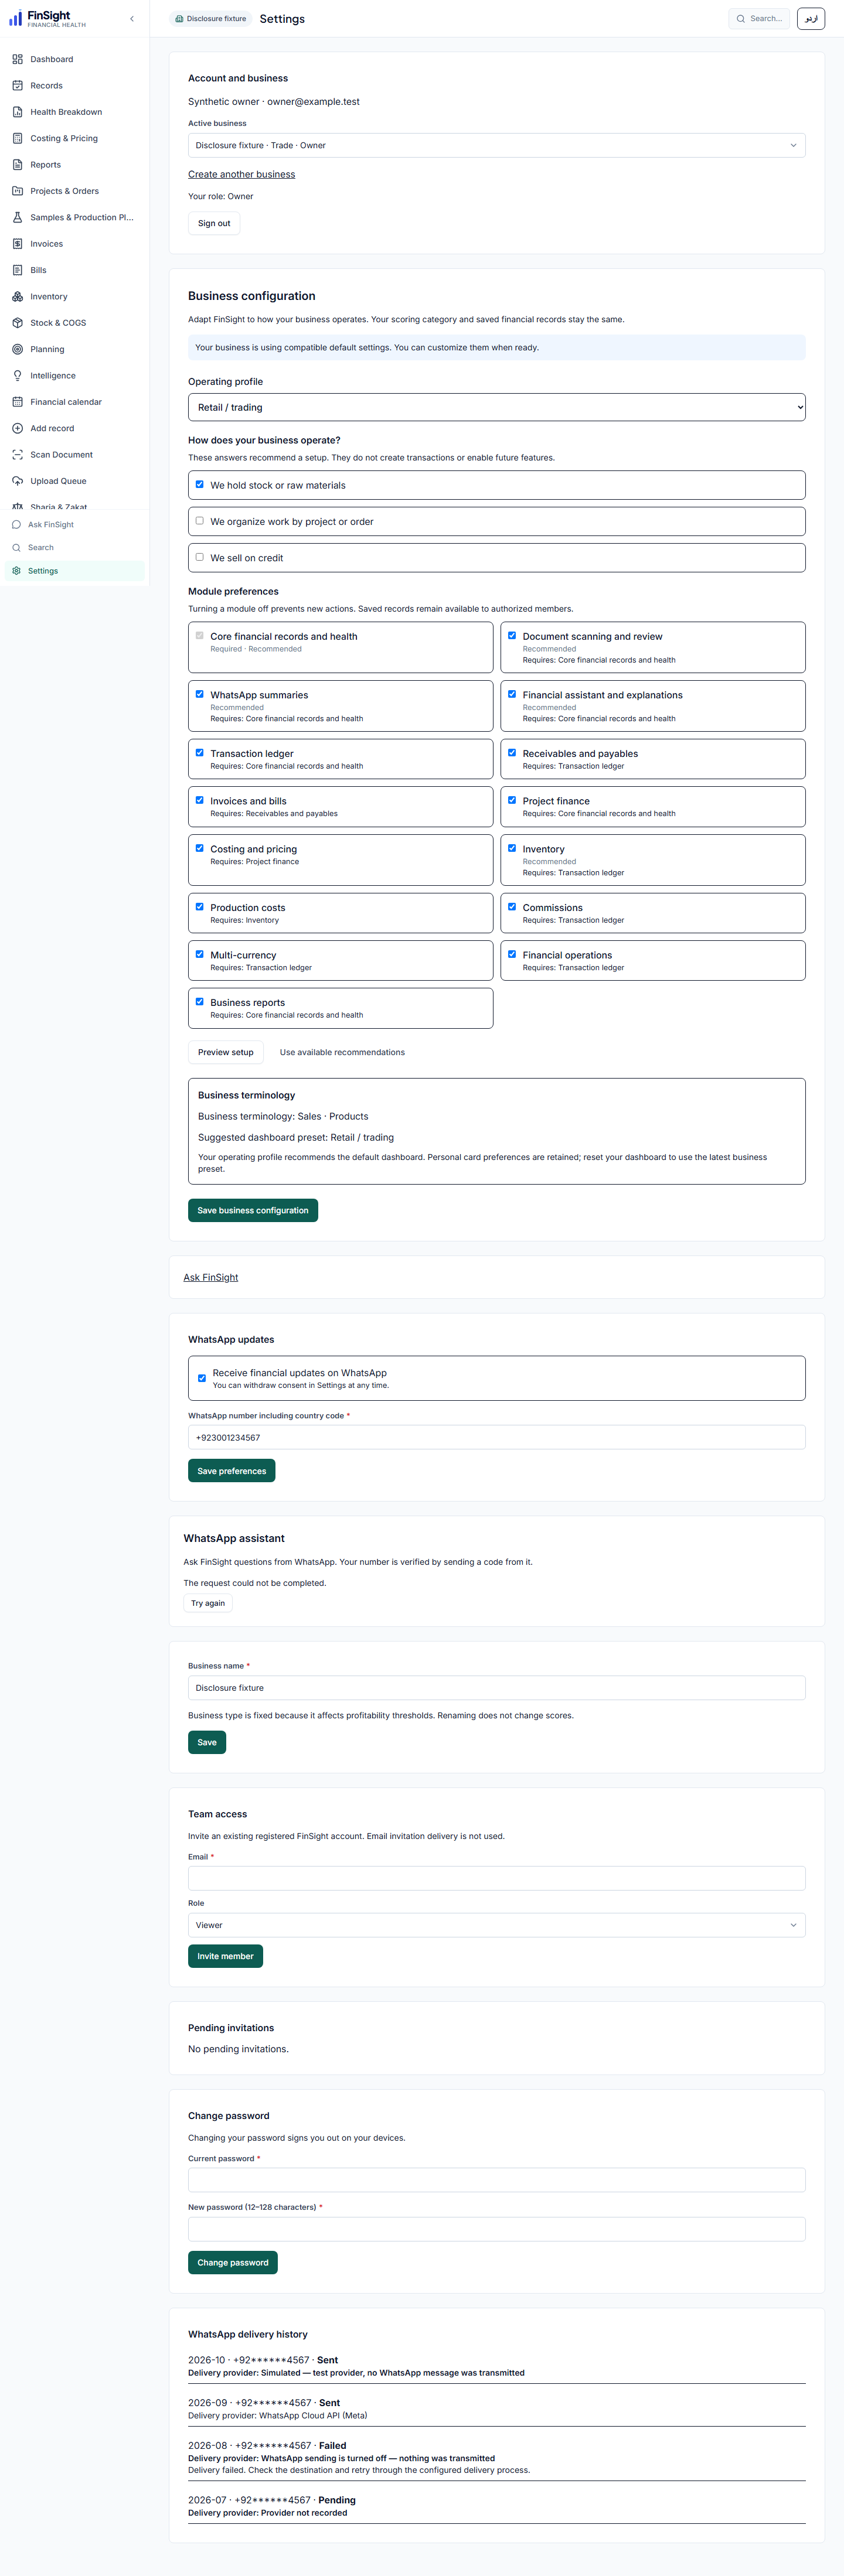 FinSight
FINANCIAL HEALTH
Disclosure fixture
Settings
Search...
اردو
Dashboard
Records
Health Breakdown
Costing & Pricing
Reports
Projects & Orders
Samples & Production Pl...
Invoices
Bills
Inventory
Stock & COGS
Planning
Intelligence
Financial calendar
Add record
Scan Document
Upload Queue
Sharia & Zakat
Ask FinSight
Search
Settings
Account and business
Synthetic owner · owner@example.test
Active business
Disclosure fixture · Trade · Owner
Create another business
Your role: Owner
Sign out
Business configuration
Adapt FinSight to how your business operates. Your scoring category and saved financial records stay the same.
Your business is using compatible default settings. You can customize them when ready.
Operating profile
Retail / trading
How does your business operate?
These answers recommend a setup. They do not create transactions or enable future features.
We hold stock or raw materials
We organize work by project or order
We sell on credit
Module preferences
Turning a module off prevents new actions. Saved records remain available to authorized members.
Core financial records and health
Required · Recommended
Document scanning and review
Recommended
Requires: Core financial records and health
WhatsApp summaries
Recommended
Requires: Core financial records and health
Financial assistant and explanations
Recommended
Requires: Core financial records and health
Transaction ledger
Requires: Core financial records and health
Receivables and payables
Requires: Transaction ledger
Invoices and bills
Requires: Receivables and payables
Project finance
Requires: Core financial records and health
Costing and pricing
Requires: Project finance
Inventory
Recommended
Requires: Transaction ledger
Production costs
Requires: Inventory
Commissions
Requires: Transaction ledger
Multi-currency
Requires: Transaction ledger
Financial operations
Requires: Transaction ledger
Business reports
Requires: Core financial records and health
Preview setup
Use available recommendations
Business terminology
Business terminology: Sales · Products
Suggested dashboard preset: Retail / trading
Your operating profile recommends the default dashboard. Personal card preferences are retained; reset your dashboard to use the latest business
preset.
Save business configuration
Ask FinSight
WhatsApp updates
Receive financial updates on WhatsApp
You can withdraw consent in Settings at any time.
WhatsApp number including country code *
+923001234567
Save preferences
WhatsApp assistant
Ask FinSight questions from WhatsApp. Your number is verified by sending a code from it.
The request could not be completed.
Try again
Business name *
Disclosure fixture
Business type is fixed because it affects profitability thresholds. Renaming does not change scores.
Save
Team access
Invite an existing registered FinSight account. Email invitation delivery is not used.
Email *
Role
Viewer
Invite member
Pending invitations
No pending invitations.
Change password
Changing your password signs you out on your devices.
Current password *
New password (12–128 characters) *
Change password
WhatsApp delivery history
2026-10 · +92******4567 · Sent
Delivery provider: Simulated — test provider, no WhatsApp message was transmitted
2026-09 · +92******4567 · Sent
Delivery provider: WhatsApp Cloud API (Meta)
2026-08 · +92******4567 · Failed
Delivery provider: WhatsApp sending is turned off — nothing was transmitted
Delivery failed. Check the destination and retry through the configured delivery process.
2026-07 · +92******4567 · Pending
Delivery provider: Provider not recorded